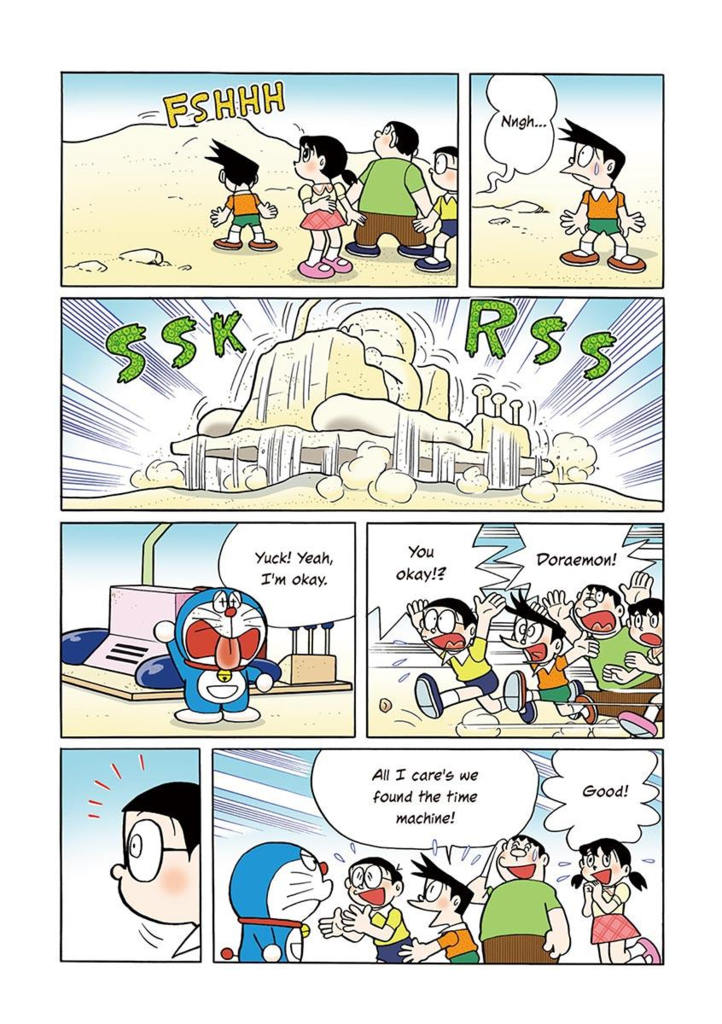 FSHHH
Nngh...
SSK
RSS
Yuck! Yeah,
I'm okay.
You
okay!?
Doraemon!
All I care's we
found the time
machine!
Good!